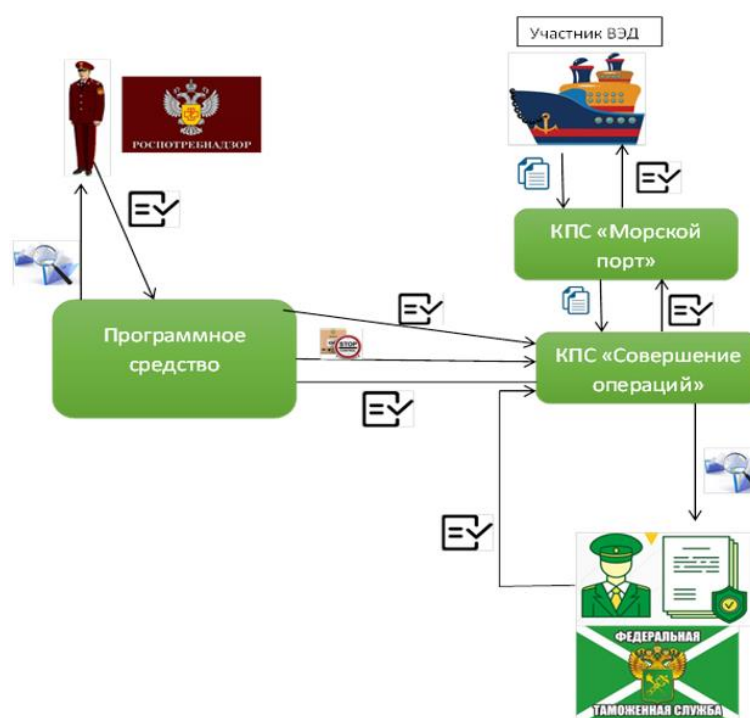 Участник ВЭД
РОСПОТРЕБНАДЗОР
КПС «Морской
порт»
Программное
средство
STOP
КПС «Совершение
операций»
ФЕДЕРАЛЬНАЯ
ТАМОЖЕННАЯ СЛУЖБА